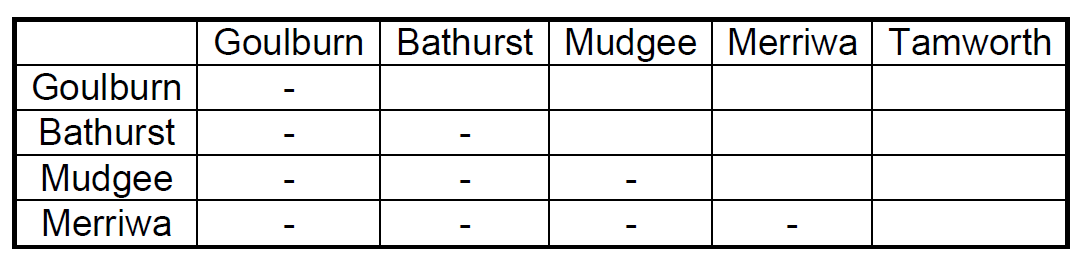 Goulburn Bathurst Mudgee Merriwa Tamworth
Goulburn -
Bathurst - -
Mudgee - - -
Merriwa - - - -